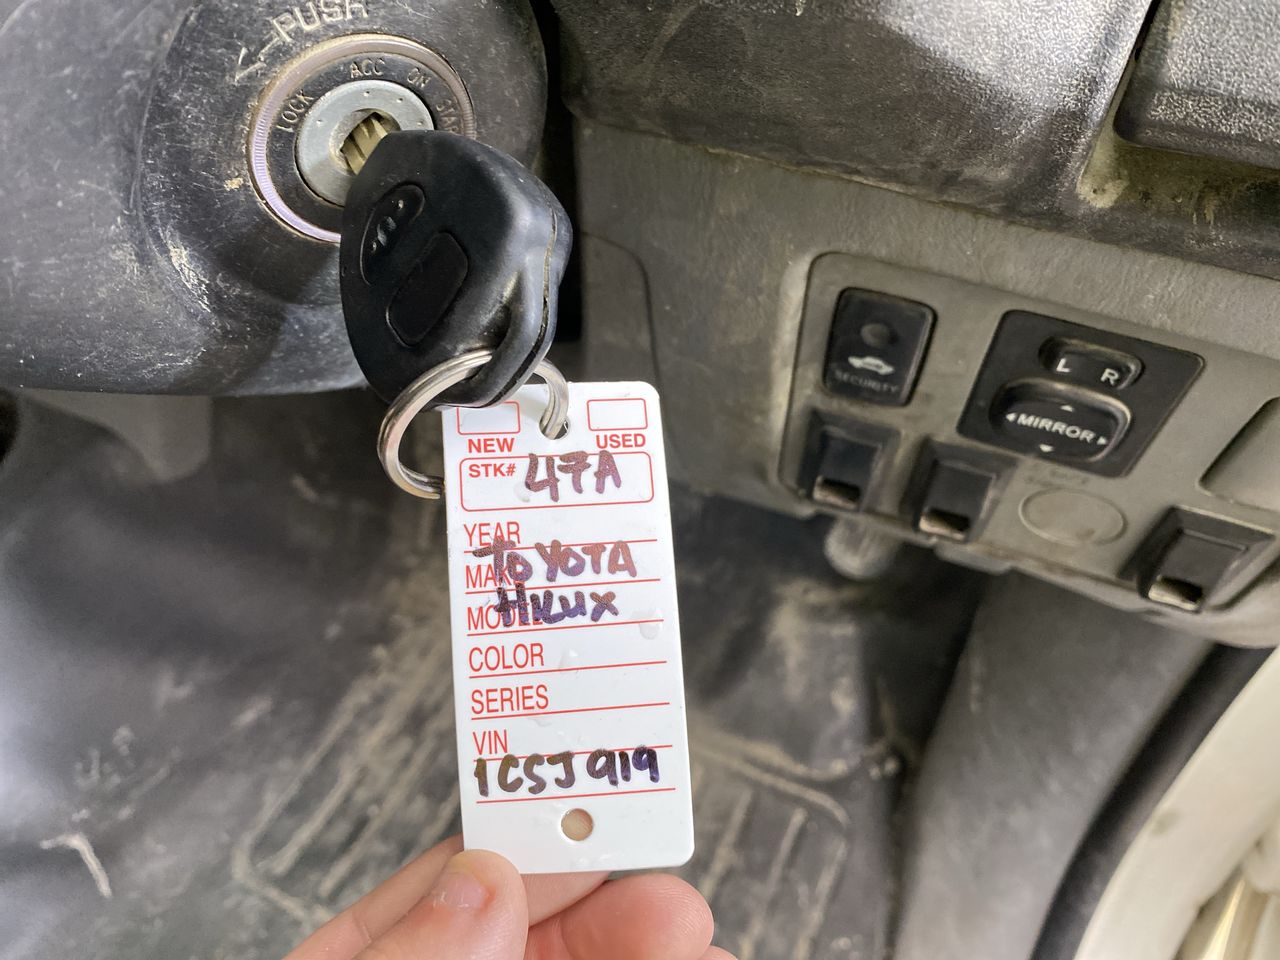 PUSH
LOCK ACC ON STA
SECURITY
L R
MIRROR
NEW USED
STK# 47A
YEAR
MAKE TOYOTA
MODEL HILUX
COLOR
SERIES
VIN
1CSJ919